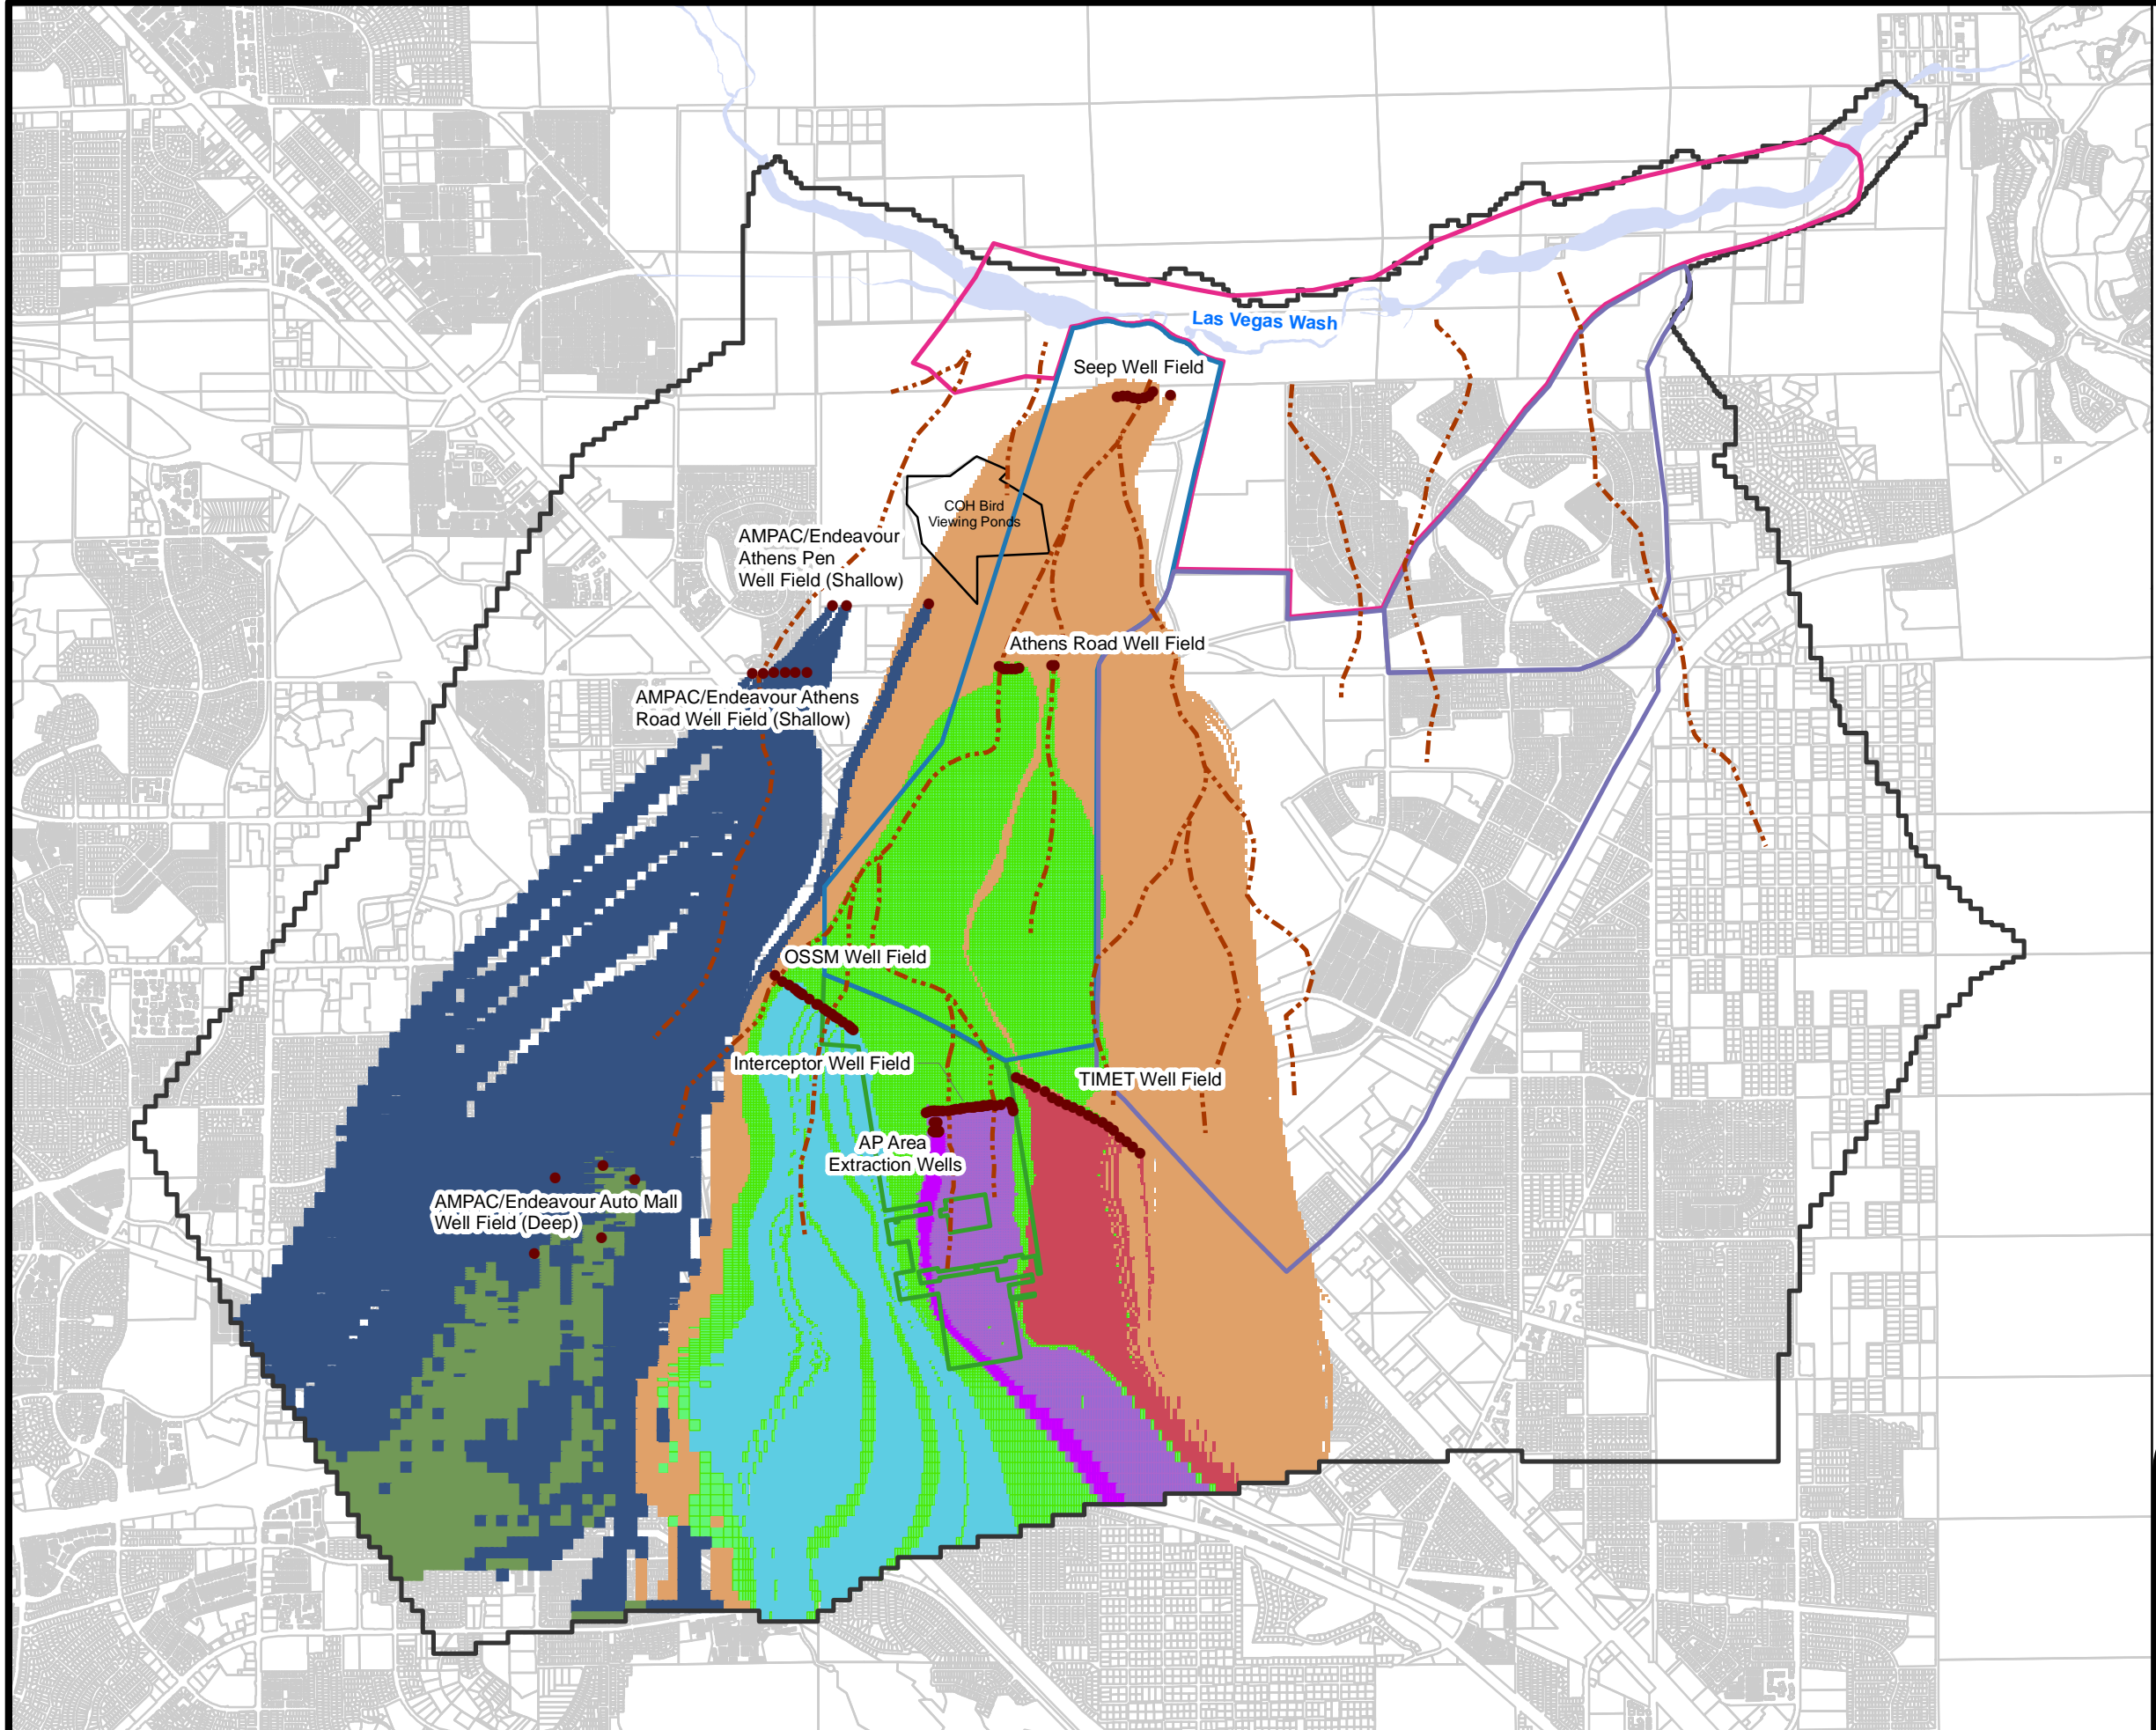 Las Vegas Wash
Seep Well Field
COH Bird
Viewing Ponds
AMPAC/Endeavour
Athens Pen
Well Field (Shallow)
Athens Road Well Field
AMPAC/Endeavour Athens
Road Well Field (Shallow)
OSSM Well Field
Interceptor Well Field
TIMET Well Field
AP Area
Extraction Wells
AMPAC/Endeavour Auto Mall
Well Field (Deep)